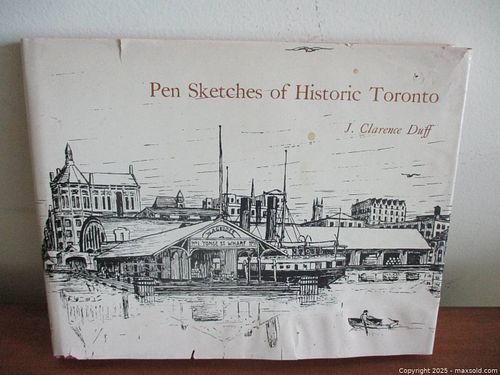 Pen Sketches of Historic Toronto
J. Clarence Duff
YONGE ST WHARF
Copyright 2025 - maxsold.com